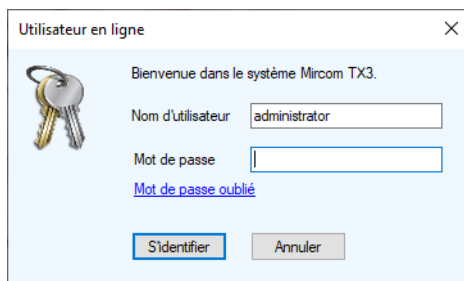 Utilisateur en ligne
Bienvenue dans le système Mircom TX3.
Nom d'utilisateur administrator
Mot de passe
Mot de passe oublié
S'identifier Annuler